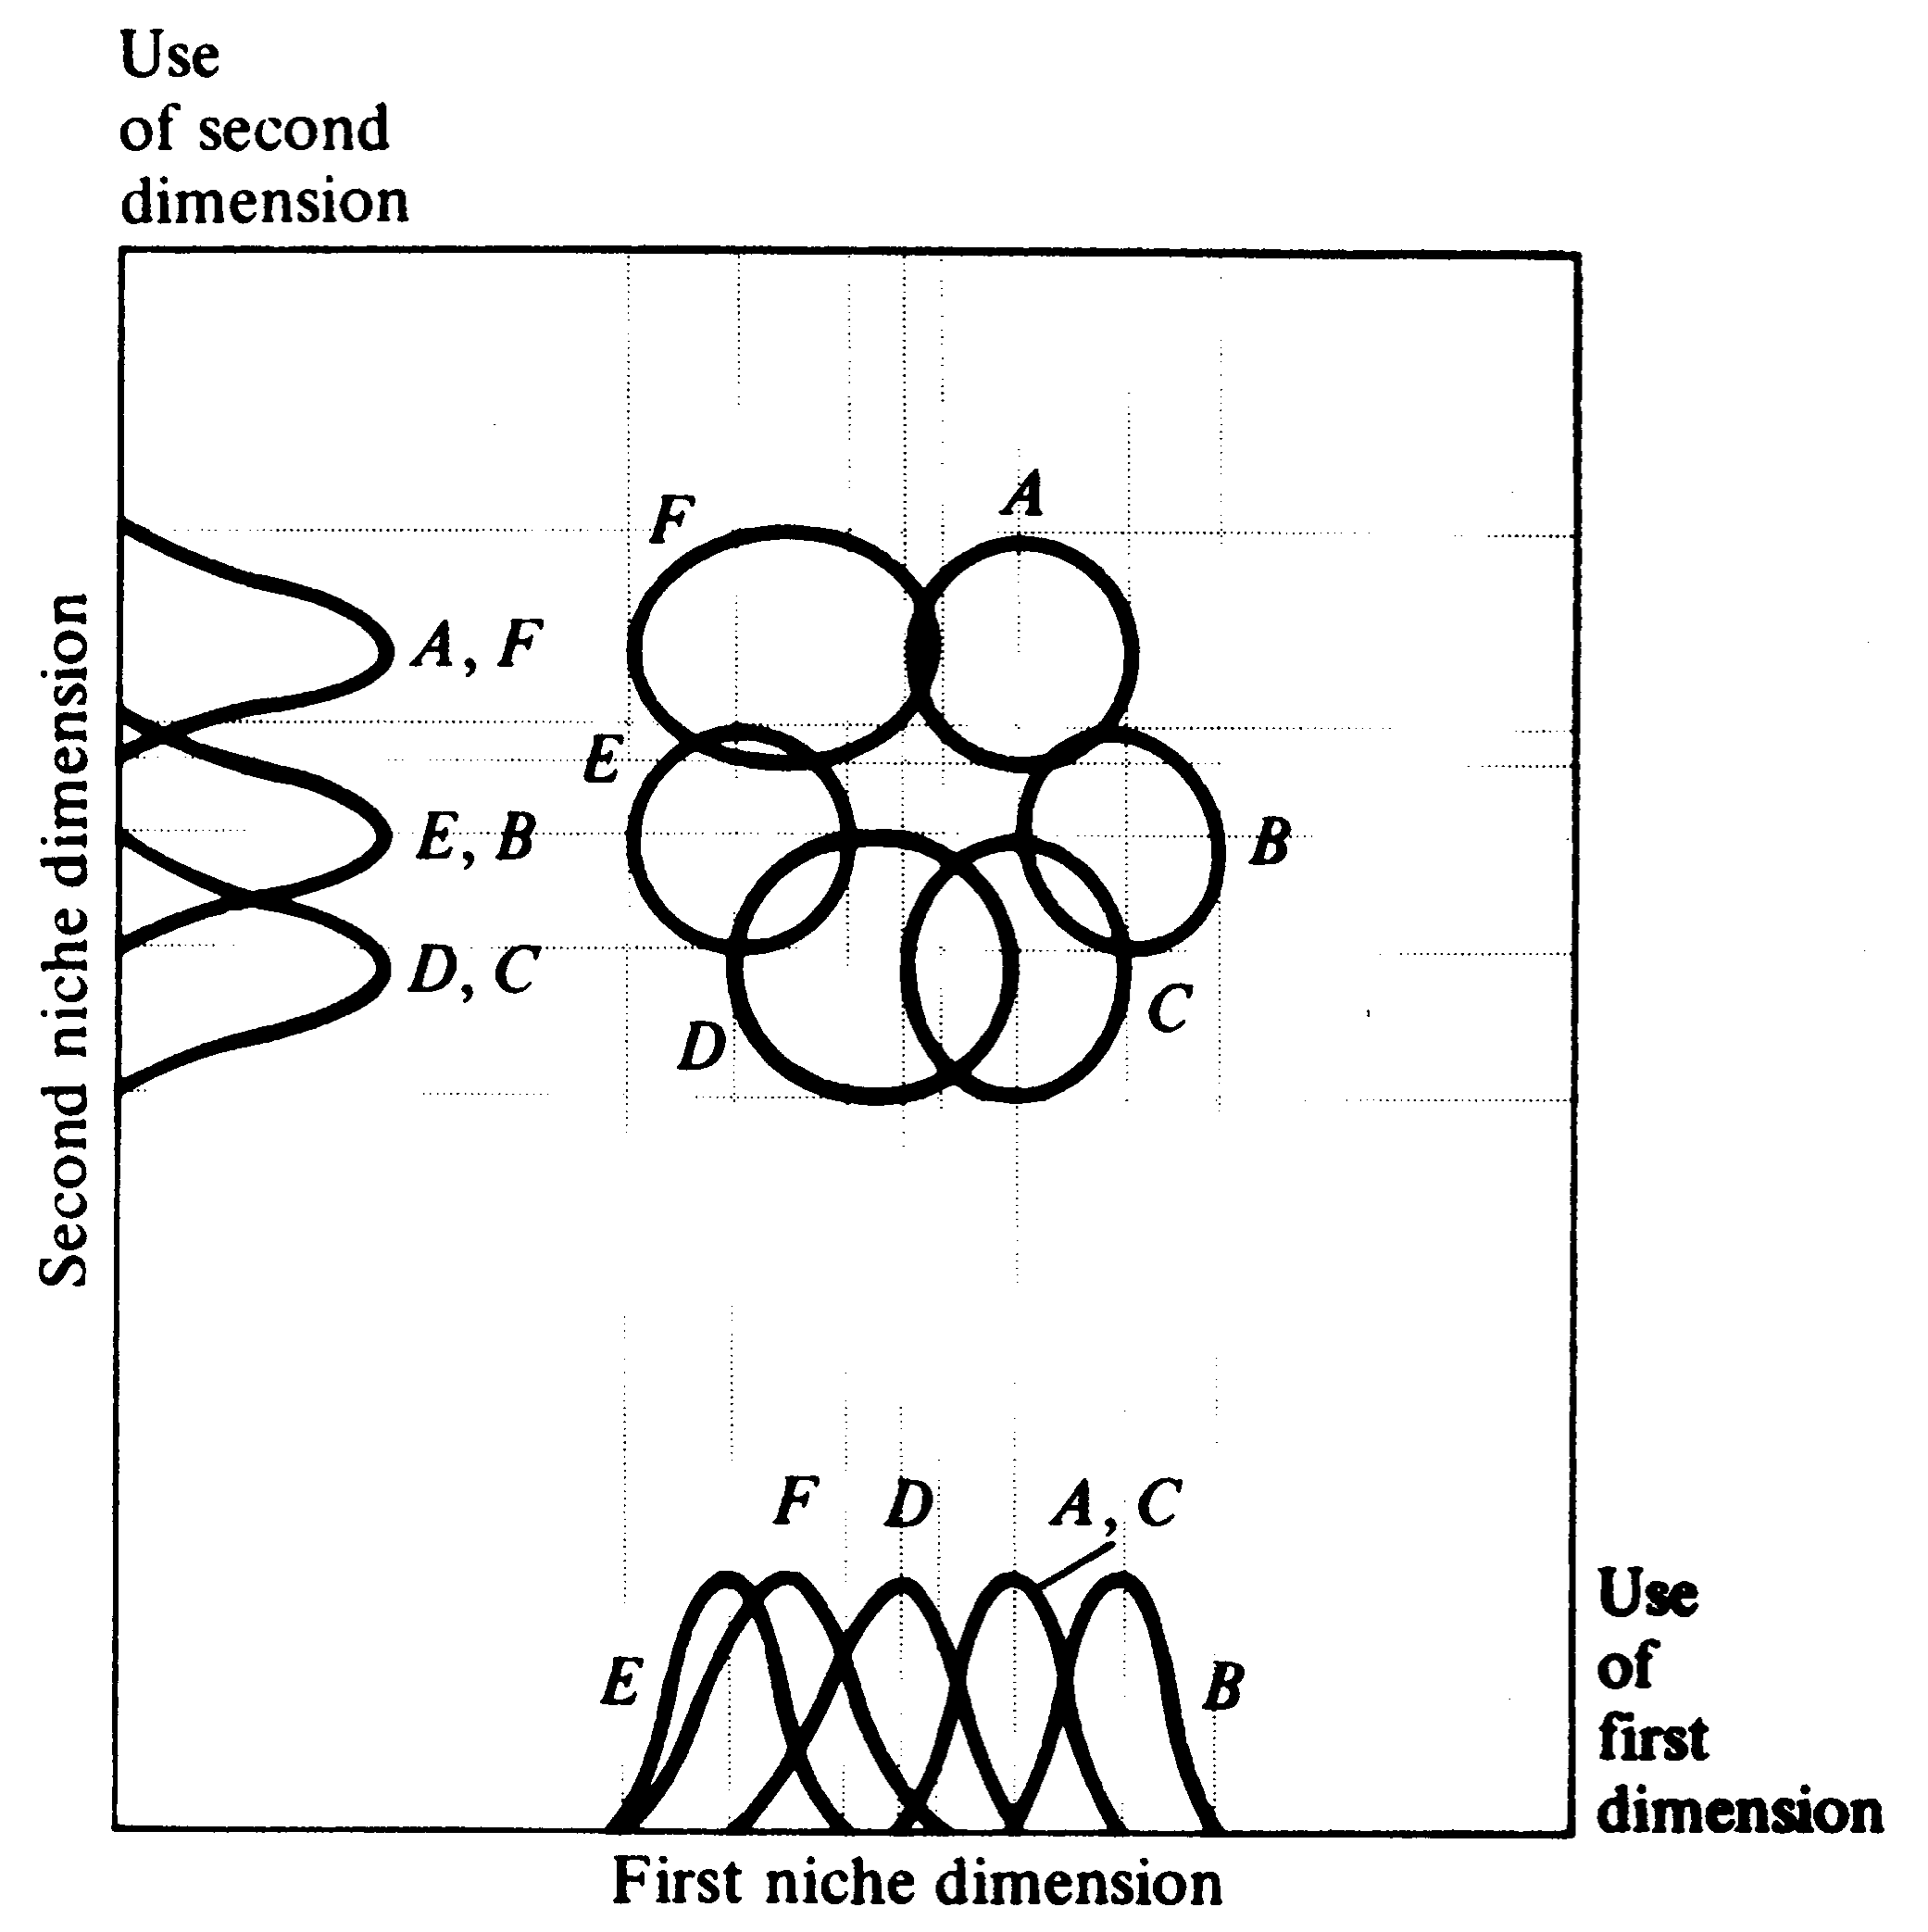 Use
of second
dimension
Second niche dimension
F
A
A, F
E
E, B
B
D, C
C
D
F
D
A, C
E
B
Use
of
first
dimension
First niche dimension